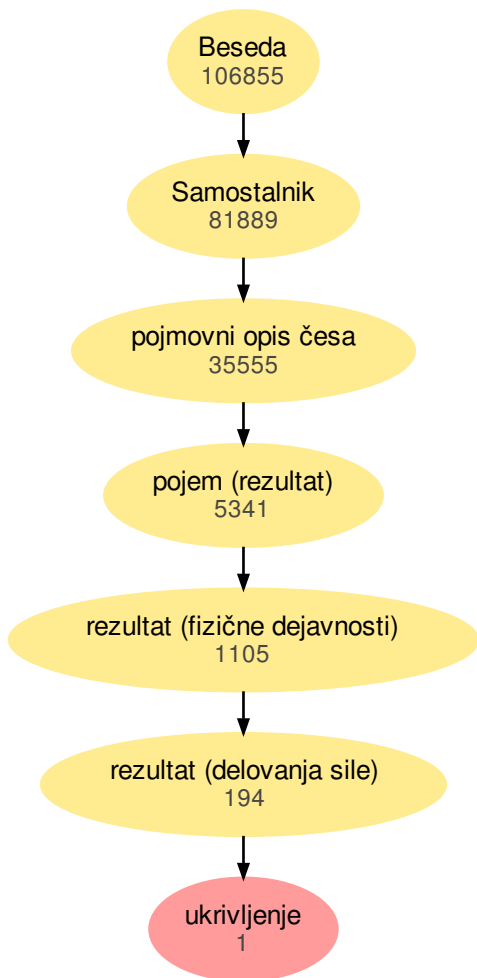 Beseda
106855
Samostalnik
81889
pojmovni opis česa
35555
pojem (rezultat)
5341
rezultat (fizične dejavnosti)
1105
rezultat (delovanja sile)
194
ukrivljenje
1